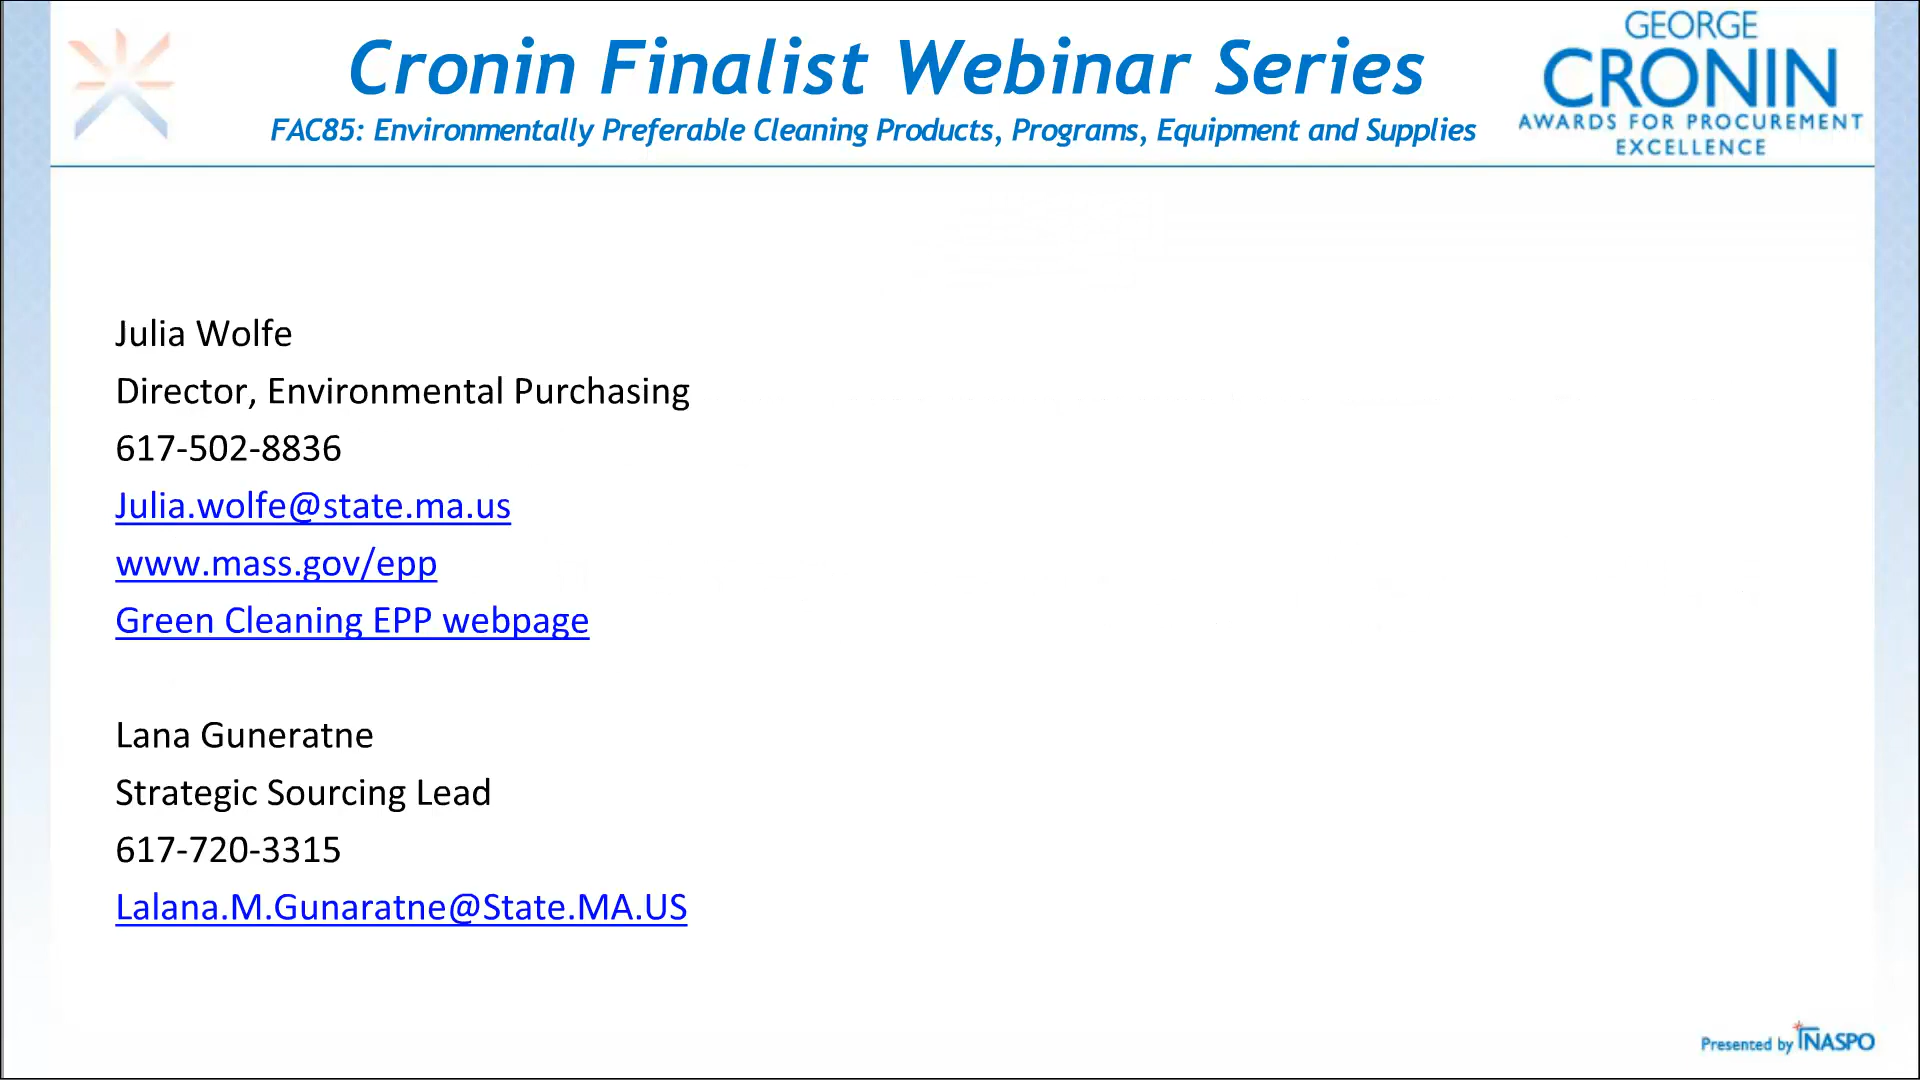 Cronin Finalist Webinar Series
FAC85: Environmentally Preferable Cleaning Products, Programs, Equipment and Supplies
GEORGE
CRONIN
AWARDS FOR PROCUREMENT
EXCELLENCE
Julia Wolfe
Director, Environmental Purchasing
617-502-8836
Julia.wolfe@state.ma.us
www.mass.gov/epp
Green Cleaning EPP webpage
Lana Guneratne
Strategic Sourcing Lead
617-720-3315
Lalana.M.Gunaratne@State.MA.US
Presented by NASPO